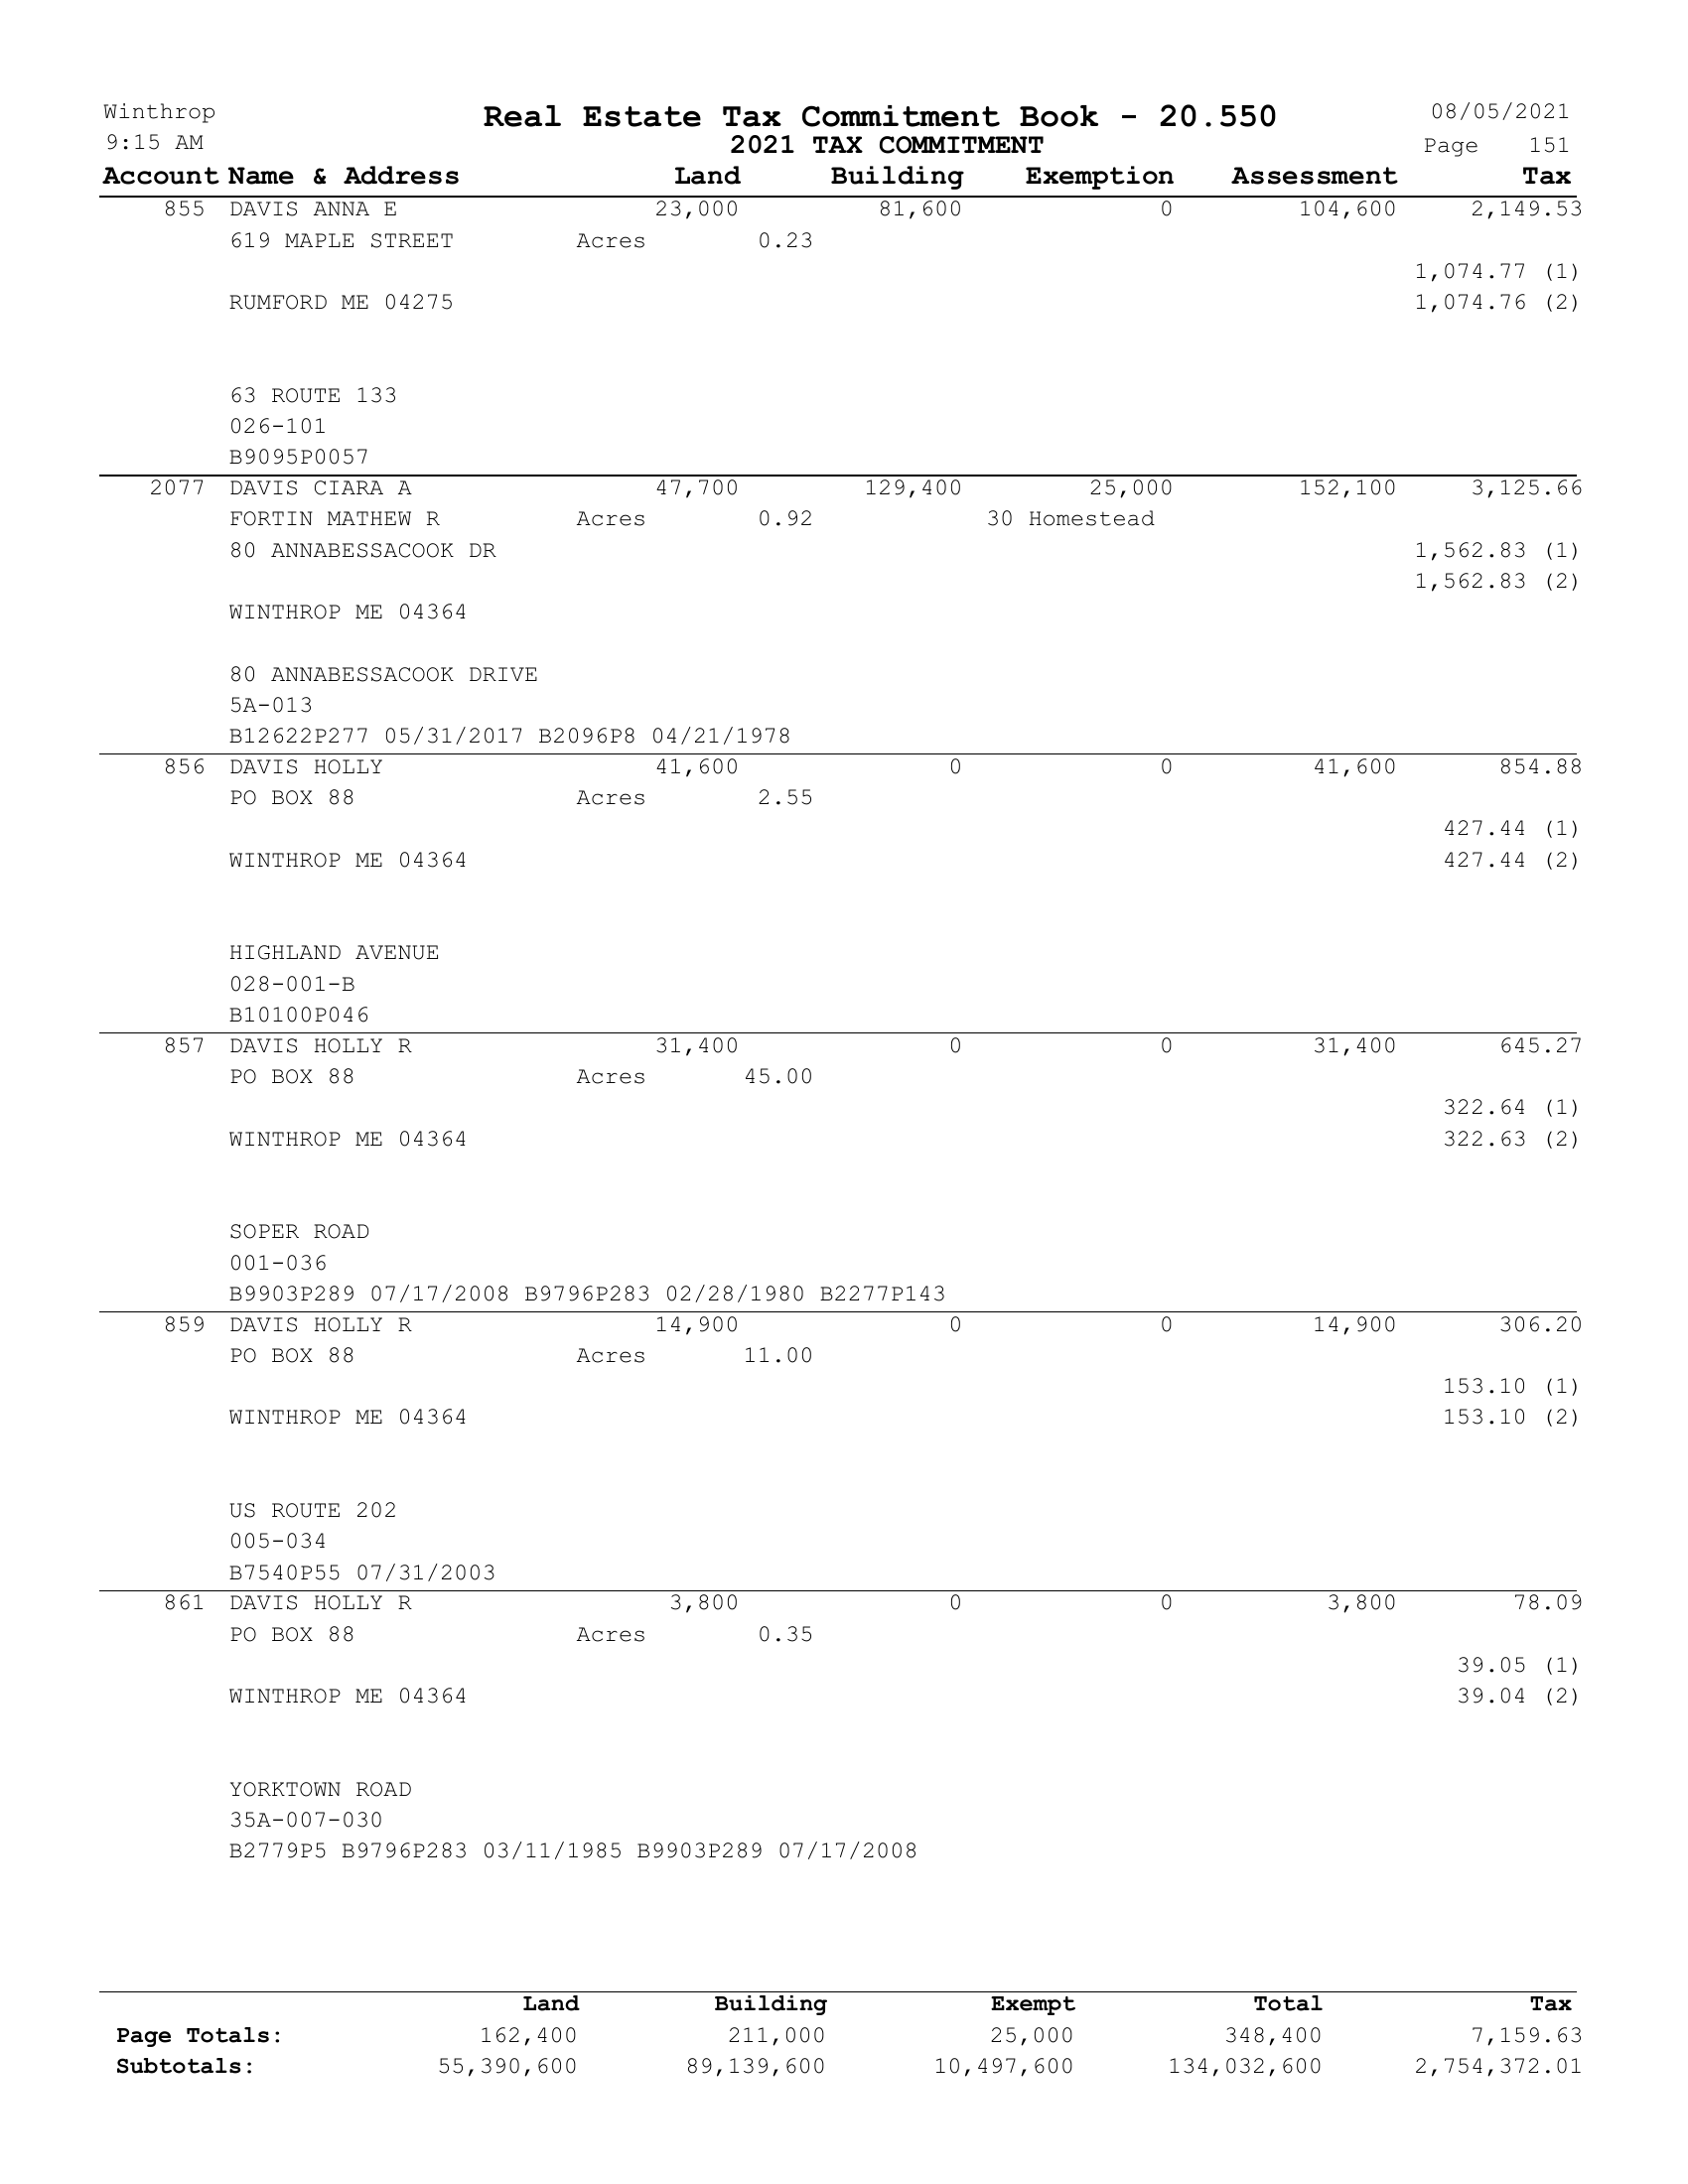 Winthrop Real Estate Tax Commitment Book - 20.550 08/05/2021
9:15 AM 2021 TAX COMMITMENT Page 151
Account Name & Address Land Building Exemption Assessment Tax
855 DAVIS ANNA E 23,000 81,600 0 104,600 2,149.53
619 MAPLE STREET Acres 0.23
1,074.77 (1)
RUMFORD ME 04275 1,074.76 (2)
63 ROUTE 133
026-101
B9095P0057
2077 DAVIS CIARA A 47,700 129,400 25,000 152,100 3,125.66
FORTIN MATHEW R Acres 0.92 30 Homestead
80 ANNABESSACOOK DR 1,562.83 (1)
1,562.83 (2)
WINTHROP ME 04364
80 ANNABESSACOOK DRIVE
5A-013
B12622P277 05/31/2017 B2096P8 04/21/1978
856 DAVIS HOLLY 41,600 0 0 41,600 854.88
PO BOX 88 Acres 2.55
427.44 (1)
WINTHROP ME 04364 427.44 (2)
HIGHLAND AVENUE
028-001-B
B10100P046
857 DAVIS HOLLY R 31,400 0 0 31,400 645.27
PO BOX 88 Acres 45.00
322.64 (1)
WINTHROP ME 04364 322.63 (2)
SOPER ROAD
001-036
B9903P289 07/17/2008 B9796P283 02/28/1980 B2277P143
859 DAVIS HOLLY R 14,900 0 0 14,900 306.20
PO BOX 88 Acres 11.00
153.10 (1)
WINTHROP ME 04364 153.10 (2)
US ROUTE 202
005-034
B7540P55 07/31/2003
861 DAVIS HOLLY R 3,800 0 0 3,800 78.09
PO BOX 88 Acres 0.35
39.05 (1)
WINTHROP ME 04364 39.04 (2)
YORKTOWN ROAD
35A-007-030
B2779P5 B9796P283 03/11/1985 B9903P289 07/17/2008
Land Building Exempt Total Tax
Page Totals: 162,400 211,000 25,000 348,400 7,159.63
Subtotals: 55,390,600 89,139,600 10,497,600 134,032,600 2,754,372.01